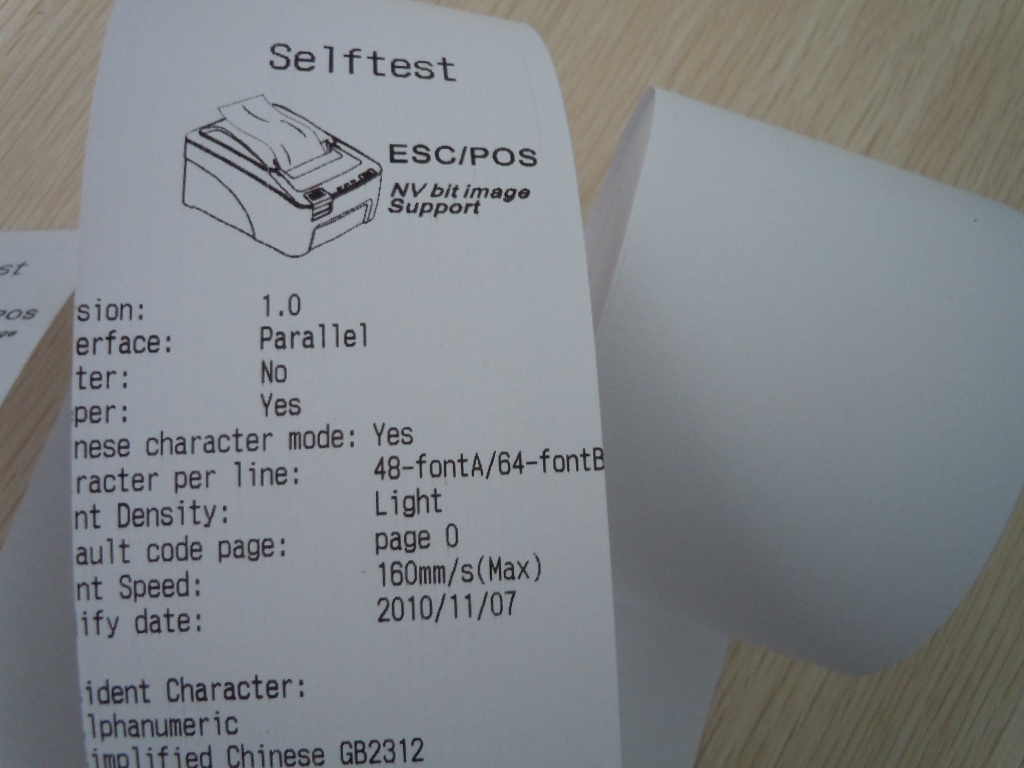 Selftest
ESC/POS
NV bit image
Support
sion: 1.0
erface: Parallel
ter: No
per: Yes
nese character mode: Yes
racter per line: 48-fontA/64-fontB
nt Density: Light
ault code page: page 0
nt Speed: 160mm/s(Max)
ify date: 2010/11/07
ident Character:
lphanumeric
implified Chinese GB2312
st
POS
ge